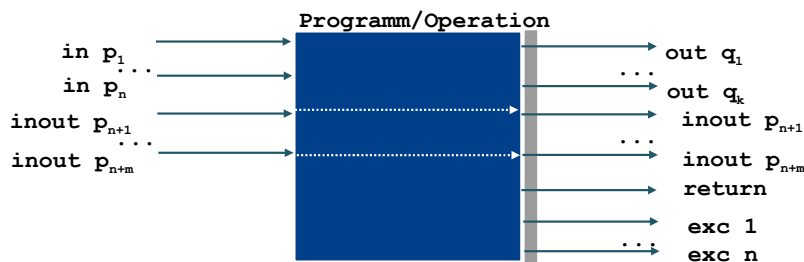 Programm/Operation
in p1
...
in pn
inout pn+1
...
inout pn+m
out q1
...
out qk
inout pn+1
...
inout pn+m
return
exc 1
...
exc n